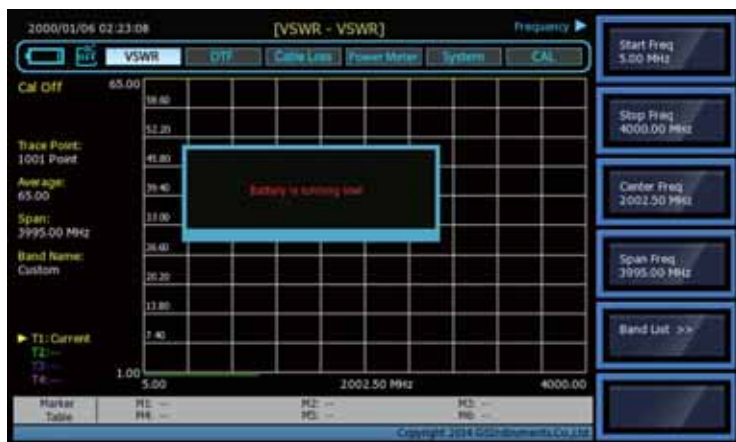 2000/01/06 02:23:08 [VSWR - VSWR] Frequency
OFF VSWR DTF Cable Loss Power Meter System CAL
Cal Off
65.00
58.60
52.20
45.80
39.40
33.00
26.60
20.20
13.80
7.40
1.00
Trace Point:
1001 Point
Average:
65.00
Span:
3995.00 MHz
Band Name:
Custom
T1: Current
T2: --
T3: --
T4: --
Battery is running low!
5.00 2002.50 MHz 4000.00
Marker Table
M1: -- M2: -- M3: --
M4: -- M5: -- M6: --
Copyright 2014 GSInstruments.Co.,Ltd
Start Freq
5.00 MHz
Stop Freq
4000.00 MHz
Center Freq
2002.50 MHz
Span Freq
3995.00 MHz
Band List >>